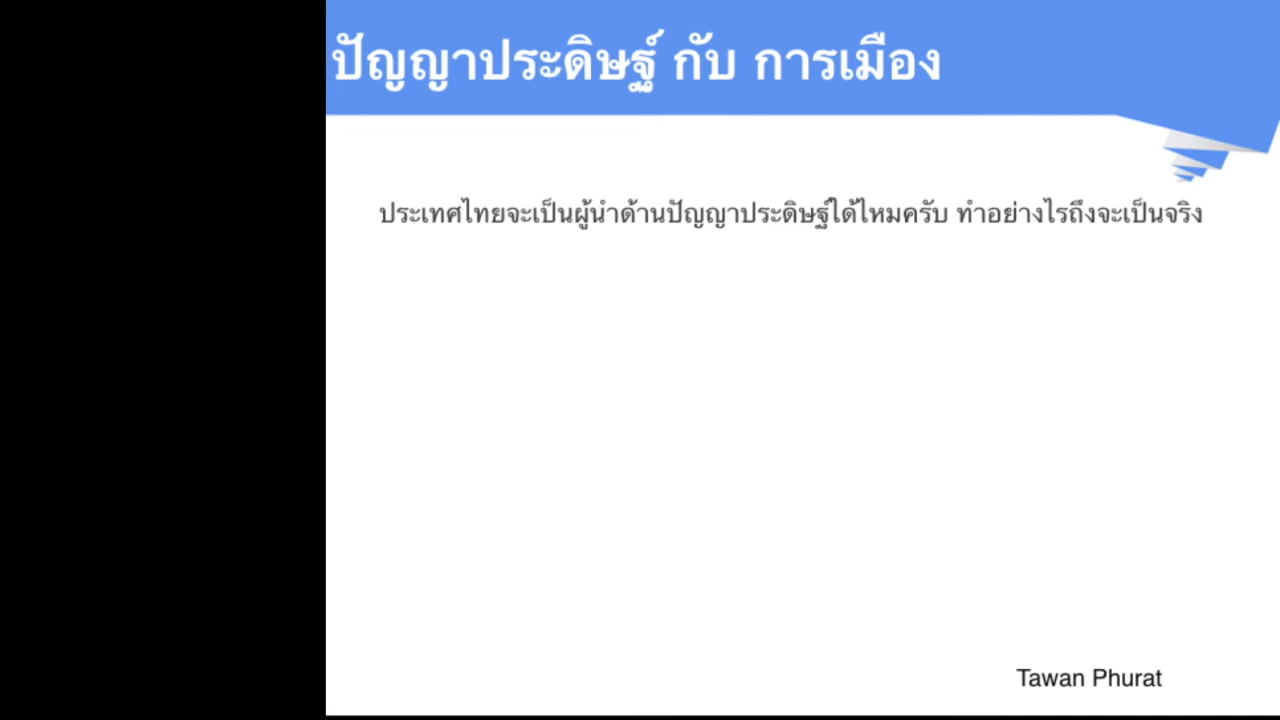 ปัญญาประดิษฐ์ กับ การเมือง
ประเทศไทยจะเป็นผู้นำด้านปัญญาประดิษฐ์ได้ไหมครับ ทำอย่างไรถึงจะเป็นจริง
Tawan Phurat